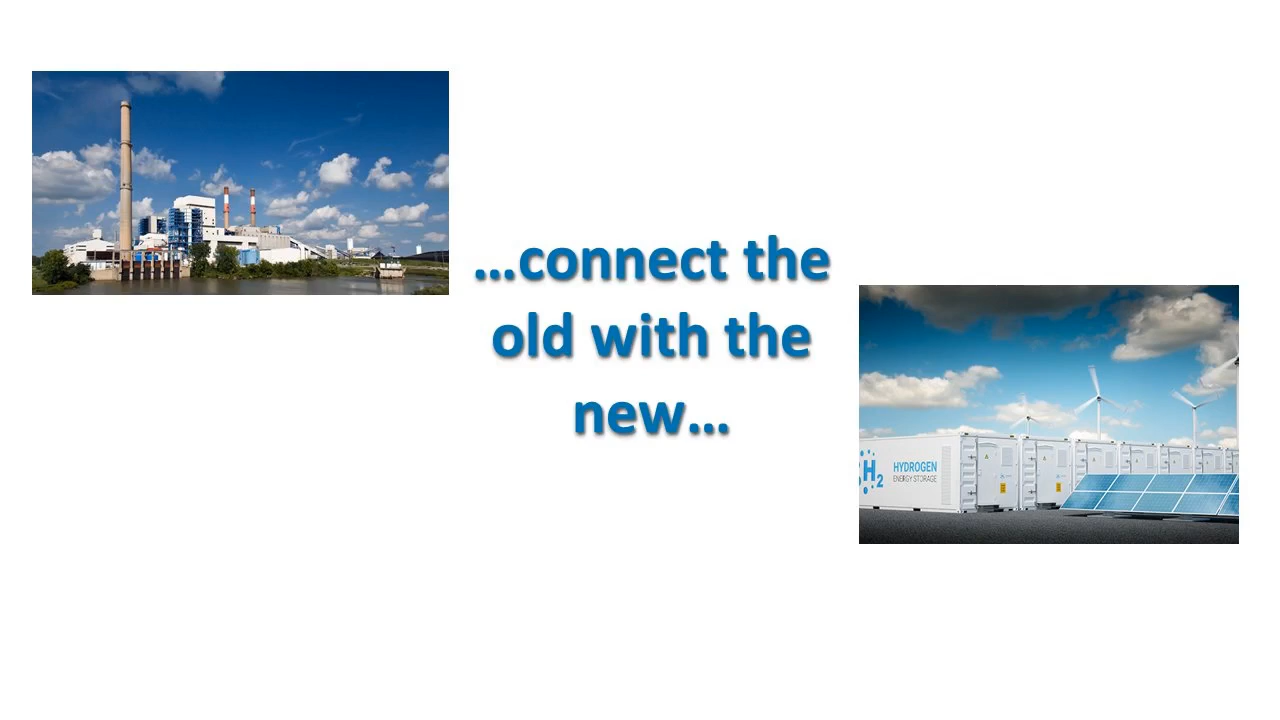 …connect the
old with the
new…
H2
HYDROGEN
ENERGY STORAGE